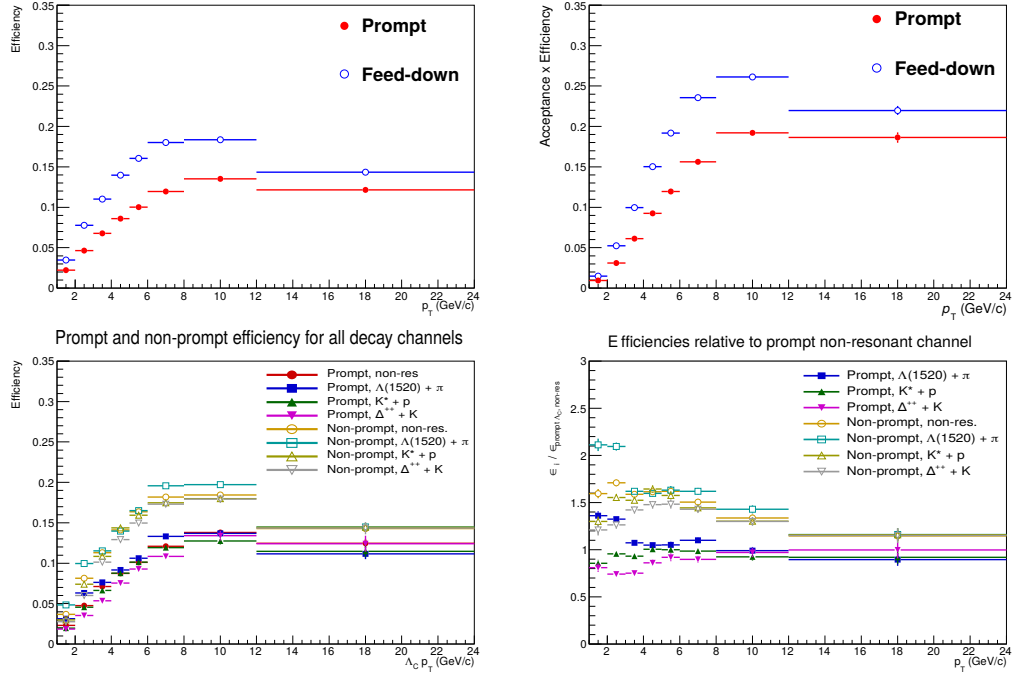 Efficiency
0.35
0.3
0.25
0.2
0.15
0.1
0.05
0
Prompt
Feed-down
2 4 6 8 10 12 14 16 18 20 22 24
p_T (GeV/c)
Acceptance x Efficiency
0.35
0.3
0.25
0.2
0.15
0.1
0.05
0
Prompt
Feed-down
2 4 6 8 10 12 14 16 18 20 22 24
p_T (GeV/c)
Prompt and non-prompt efficiency for all decay channels
Efficiency
0.35
0.3
0.25
0.2
0.15
0.1
0.05
0
Prompt, non-res
Prompt, Λ(1520) + π
Prompt, K* + p
Prompt, Δ⁺⁺ + K
Non-prompt, non-res.
Non-prompt, Λ(1520) + π
Non-prompt, K* + p
Non-prompt, Δ⁺⁺ + K
2 4 6 8 10 12 14 16 18 20 22 24
Λ_C p_T (GeV/c)
Efficiencies relative to prompt non-resonant channel
ϵ_i / ϵ_prompt Λ_C, non-res
3
2.5
2
1.5
1
0.5
0
Prompt, Λ(1520) + π
Prompt, K* + p
Prompt, Δ⁺⁺ + K
Non-prompt, non-res.
Non-prompt, Λ(1520) + π
Non-prompt, K* + p
Non-prompt, Δ⁺⁺ + K
2 4 6 8 10 12 14 16 18 20 22 24
p_T (GeV/c)